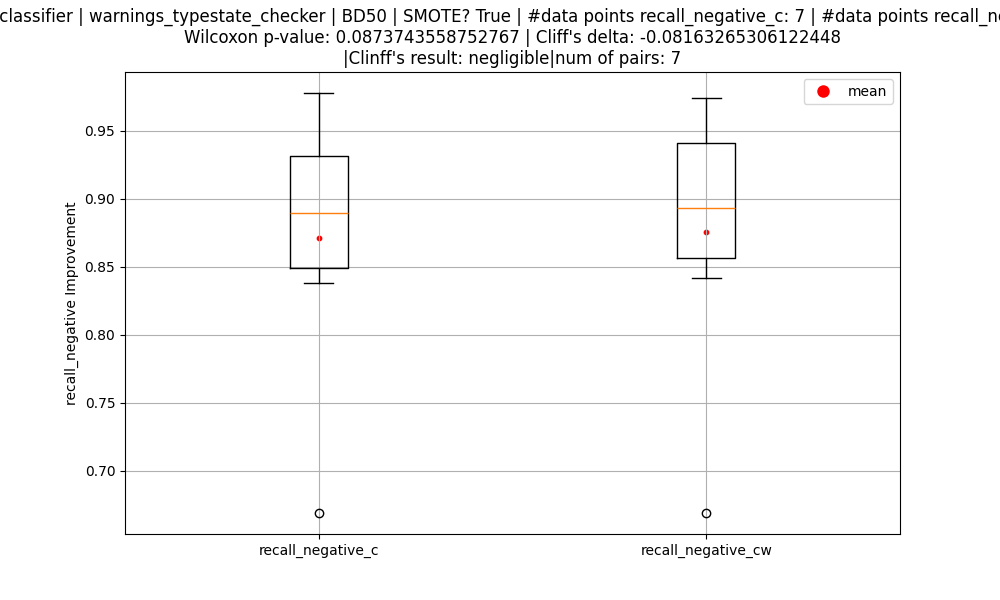 classifier | warnings_typestate_checker | BD50 | SMOTE? True | #data points recall_negative_c: 7 | #data points
Wilcoxon p-value: 0.0873743558752767 | Cliff's delta: -0.08163265306122448
|Clinff's result: negligible|num of pairs: 7
mean
0.95
0.90
0.85
0.80
0.75
0.70
recall_negative Improvement
recall_negative_c
recall_negative_cw